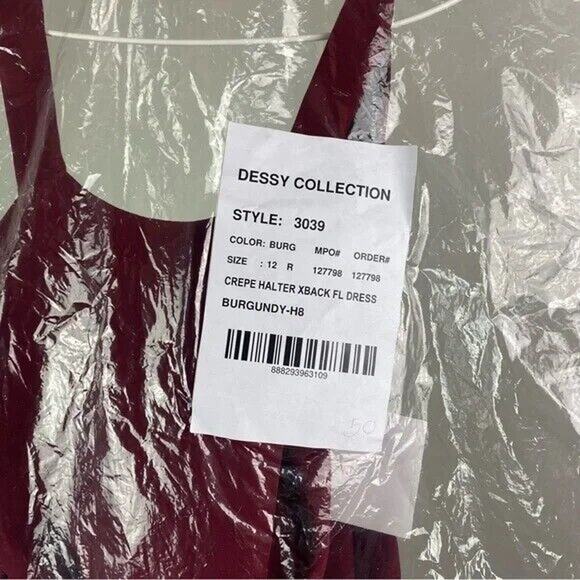 DESSY COLLECTION
STYLE: 3039
COLOR: BURG MPO# ORDER#
SIZE : 12 R 127798 127798
CREPE HALTER XBACK FL DRESS
BURGUNDY-H8
888293963109
50